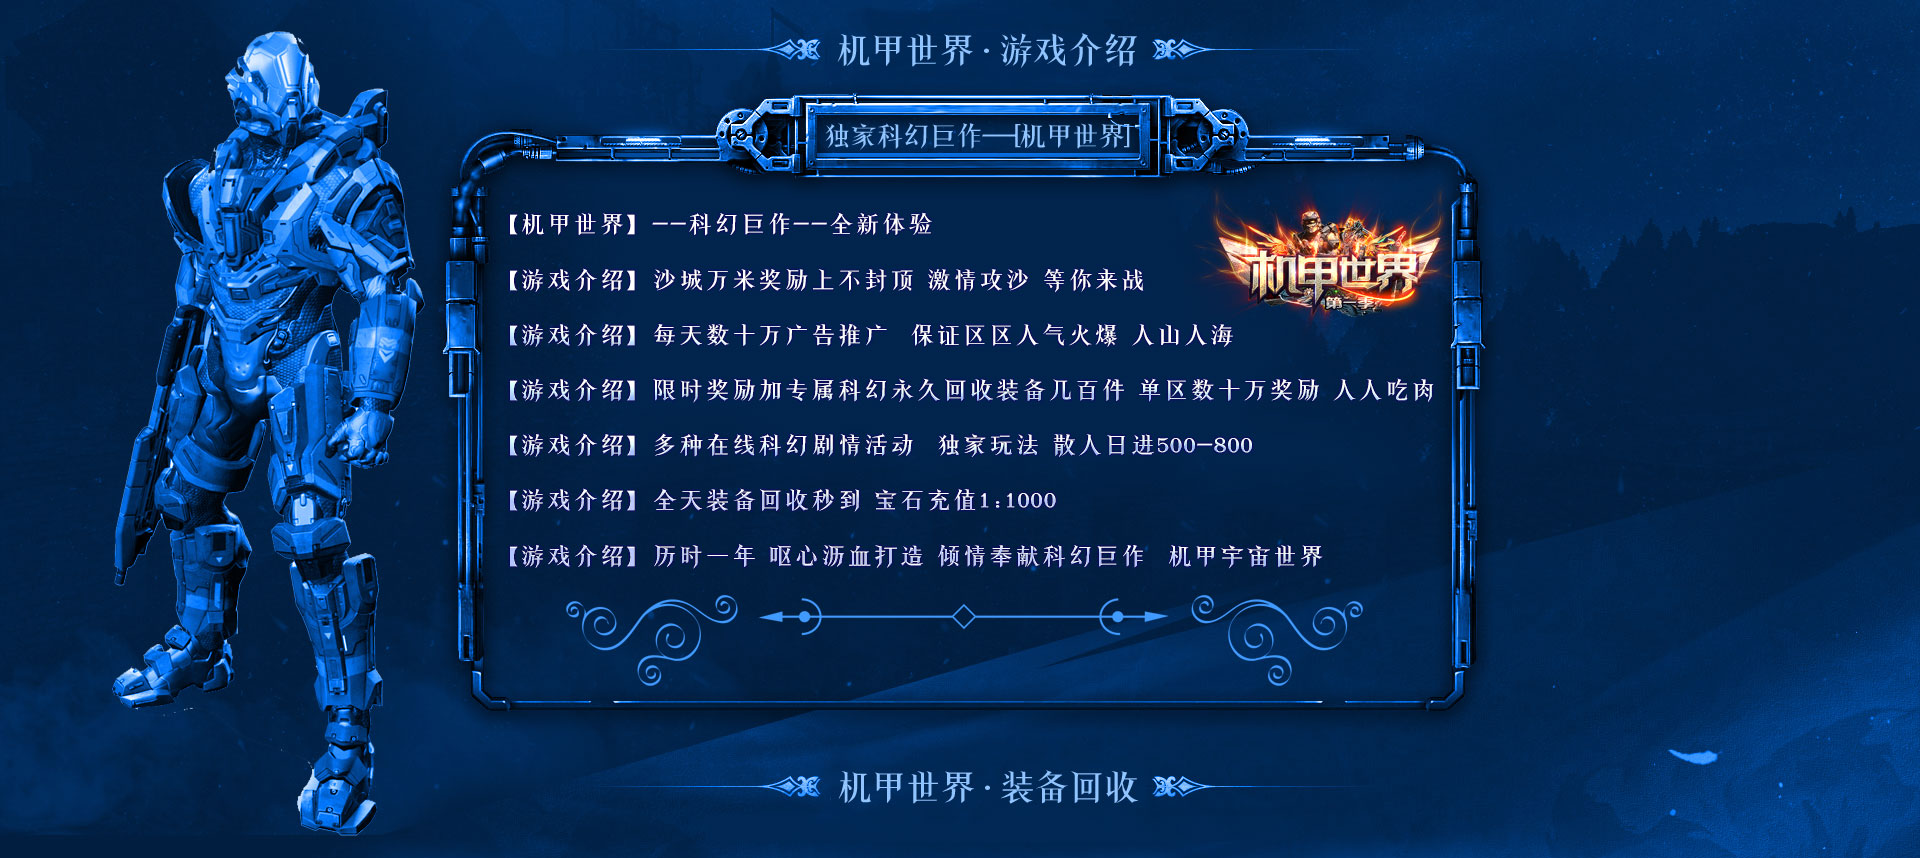 机甲世界·游戏介绍
独家科幻巨作—[机甲世界]
【机甲世界】--科幻巨作--全新体验
机甲世界
第一季
【游戏介绍】沙城万米奖励上不封顶 激情攻沙 等你来战
【游戏介绍】每天数十万广告推广 保证区区人气火爆 人山人海
【游戏介绍】限时奖励加专属科幻永久回收装备几百件 单区数十万奖励 人人吃肉
【游戏介绍】多种在线科幻剧情活动 独家玩法 散人日进500-800
【游戏介绍】全天装备回收秒到 宝石充值1:1000
【游戏介绍】历时一年 呕心沥血打造 倾情奉献科幻巨作 机甲宇宙世界
机甲世界·装备回收